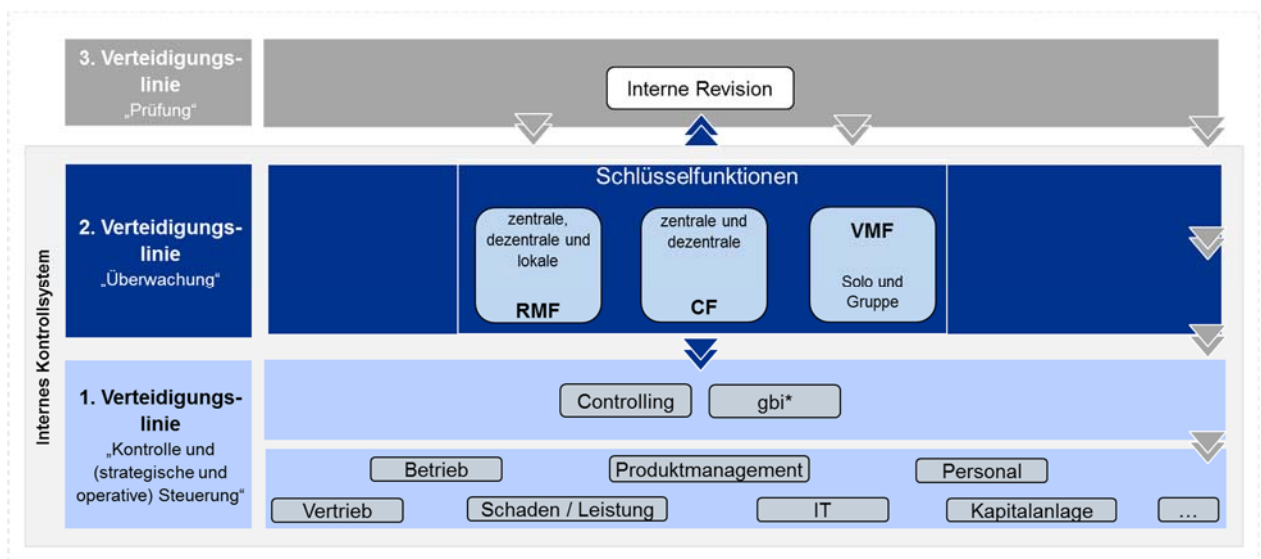 3. Verteidigungs-
linie
„Prüfung“
Interne Revision
Internes Kontrollsystem
2. Verteidigungs-
linie
„Überwachung“
Schlüsselfunktionen
zentrale,
dezentrale und
lokale
RMF
zentrale und
dezentrale
CF
VMF
Solo und
Gruppe
1. Verteidigungs-
linie
„Kontrolle und
(strategische und
operative) Steuerung“
Controlling
gbi*
Betrieb
Produktmanagement
Personal
Vertrieb
Schaden / Leistung
IT
Kapitalanlage
…